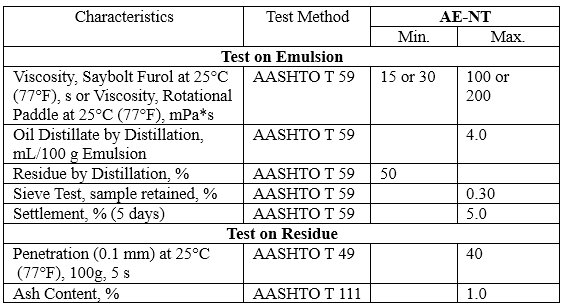 Characteristics Test Method AE-NT
Min. Max.
Test on Emulsion
Viscosity, Saybolt Furol at 25°C AASHTO T 59 15 or 30 100 or
(77°F), s or Viscosity, Rotational 200
Paddle at 25°C (77°F), mPa*s
Oil Distillate by Distillation, AASHTO T 59 4.0
mL/100 g Emulsion
Residue by Distillation, % AASHTO T 59 50
Sieve Test, sample retained, % AASHTO T 59 0.30
Settlement, % (5 days) AASHTO T 59 5.0
Test on Residue
Penetration (0.1 mm) at 25°C AASHTO T 49 40
(77°F), 100g, 5 s
Ash Content, % AASHTO T 111 1.0